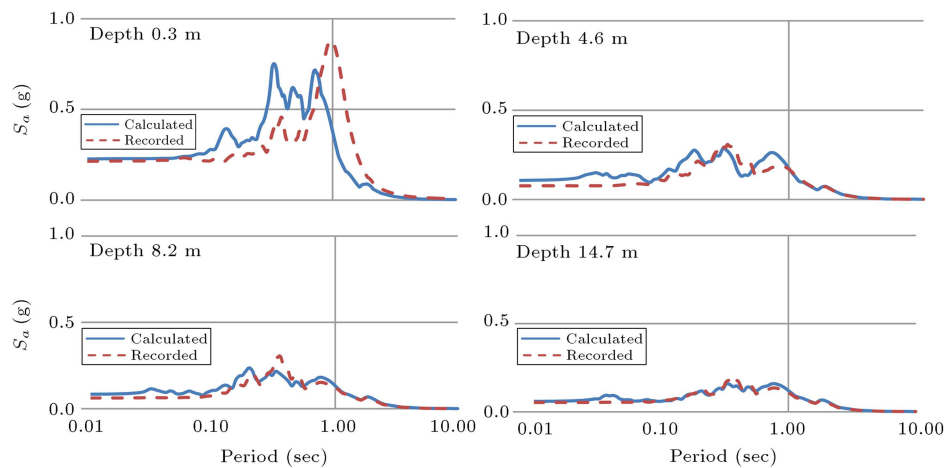 1.0
Depth 0.3 m
Sa (g)
0.5
Calculated
Recorded
0.0
1.0
Depth 4.6 m
0.5
Calculated
Recorded
0.0
1.0
Depth 8.2 m
Sa (g)
0.5
Calculated
Recorded
0.0
0.01 0.10 1.00 10.00
Period (sec)
1.0
Depth 14.7 m
0.5
Calculated
Recorded
0.0
0.01 0.10 1.00 10.00
Period (sec)